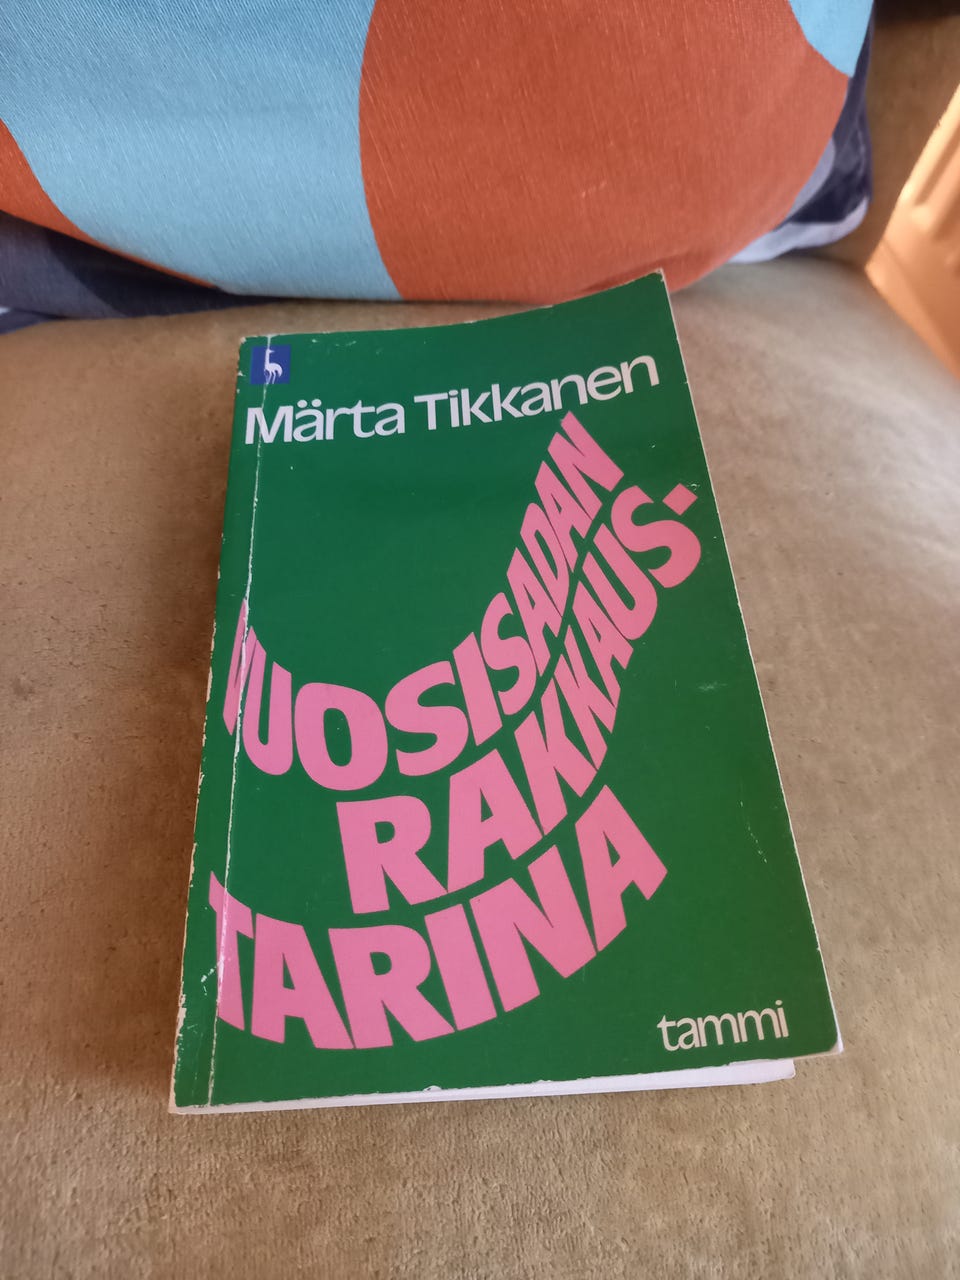 Märta Tikkanen
VUOSISADAN
RAKKAUS-
TARINA
tammi